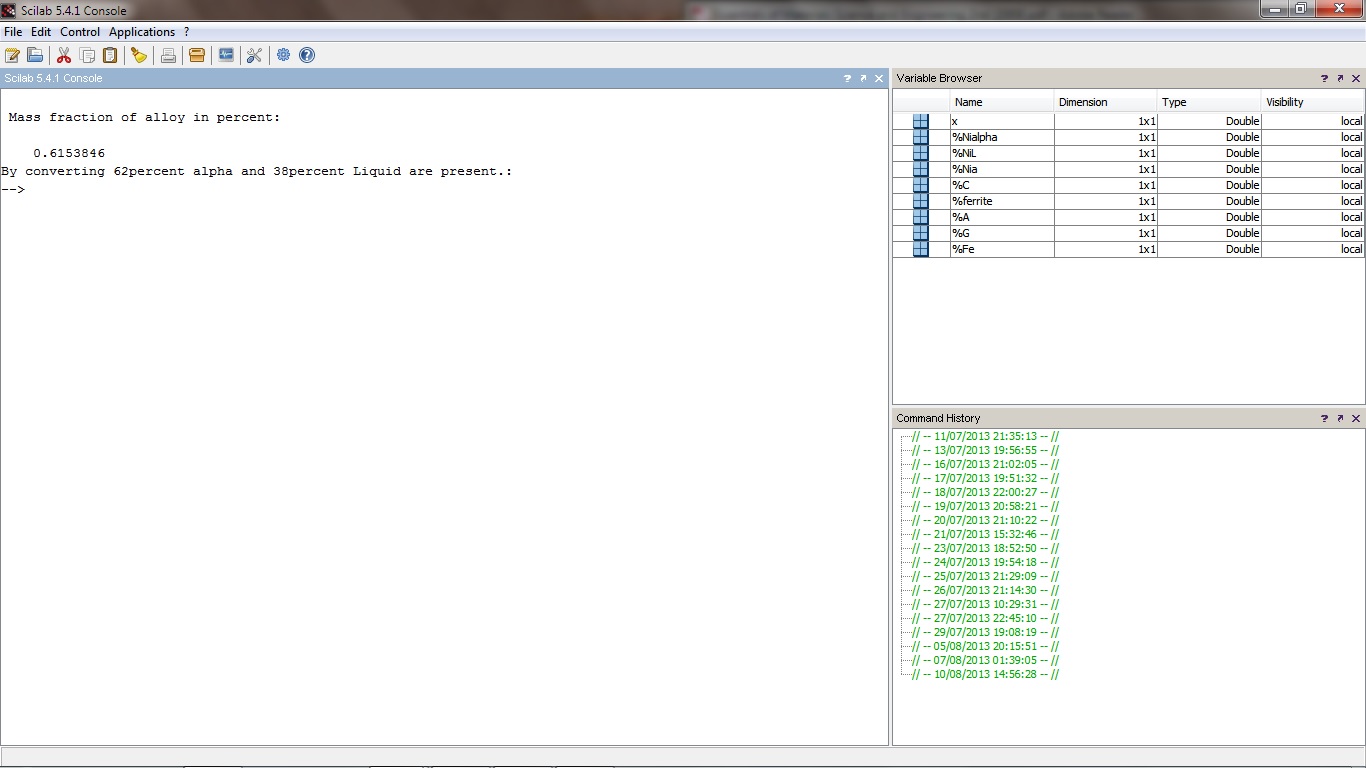 Scilab 5.4.1 Console
File Edit Control Applications ?
Scilab 5.4.1 Console
Mass fraction of alloy in percent:
0.6153846
By converting 62percent alpha and 38percent Liquid are present.:
-->
Variable Browser
Name Dimension Type Visibility
x 1x1 Double local
%Nialpha 1x1 Double local
%NiL 1x1 Double local
%Nia 1x1 Double local
%C 1x1 Double local
%ferrite 1x1 Double local
%A 1x1 Double local
%G 1x1 Double local
%Fe 1x1 Double local
Command History
// -- 11/07/2013 21:35:13 -- //
// -- 13/07/2013 19:56:55 -- //
// -- 16/07/2013 21:02:05 -- //
// -- 17/07/2013 19:51:32 -- //
// -- 18/07/2013 22:00:27 -- //
// -- 19/07/2013 20:58:21 -- //
// -- 20/07/2013 21:10:22 -- //
// -- 21/07/2013 15:32:46 -- //
// -- 23/07/2013 18:52:50 -- //
// -- 24/07/2013 19:54:18 -- //
// -- 25/07/2013 21:29:09 -- //
// -- 26/07/2013 21:14:30 -- //
// -- 27/07/2013 10:29:31 -- //
// -- 27/07/2013 22:45:10 -- //
// -- 29/07/2013 19:08:19 -- //
// -- 05/08/2013 20:15:51 -- //
// -- 07/08/2013 01:39:05 -- //
// -- 10/08/2013 14:56:28 -- //